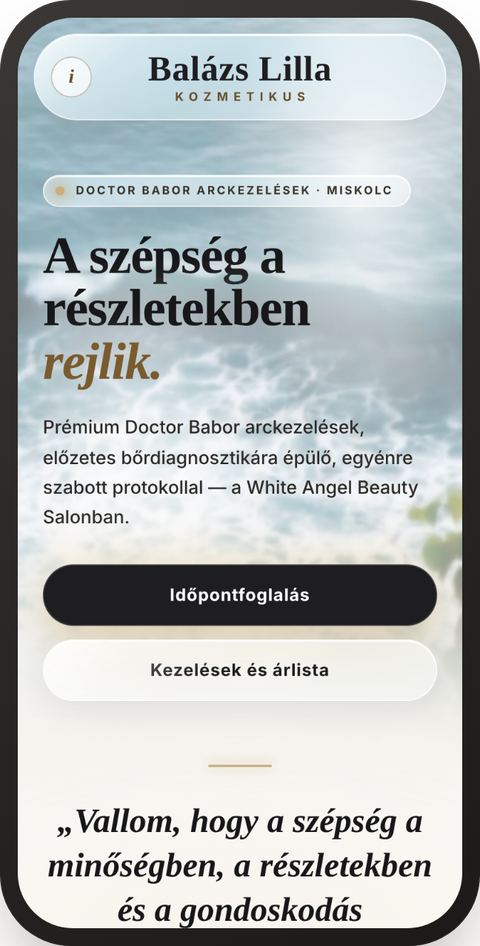 i
Balázs Lilla
KOZMETIKUS
DOCTOR BABOR ARCKEZELÉSEK · MISKOLC
A szépség a
részletekben
rejlik.
Prémium Doctor Babor arckezelések,
előzetes bőrdiagnosztikára épülő, egyénre
szabott protokollal — a White Angel Beauty
Salonban.
Időpontfoglalás
Kezelések és árlista
„Vallom, hogy a szépség a
minőségben, a részletekben
és a gondoskodás